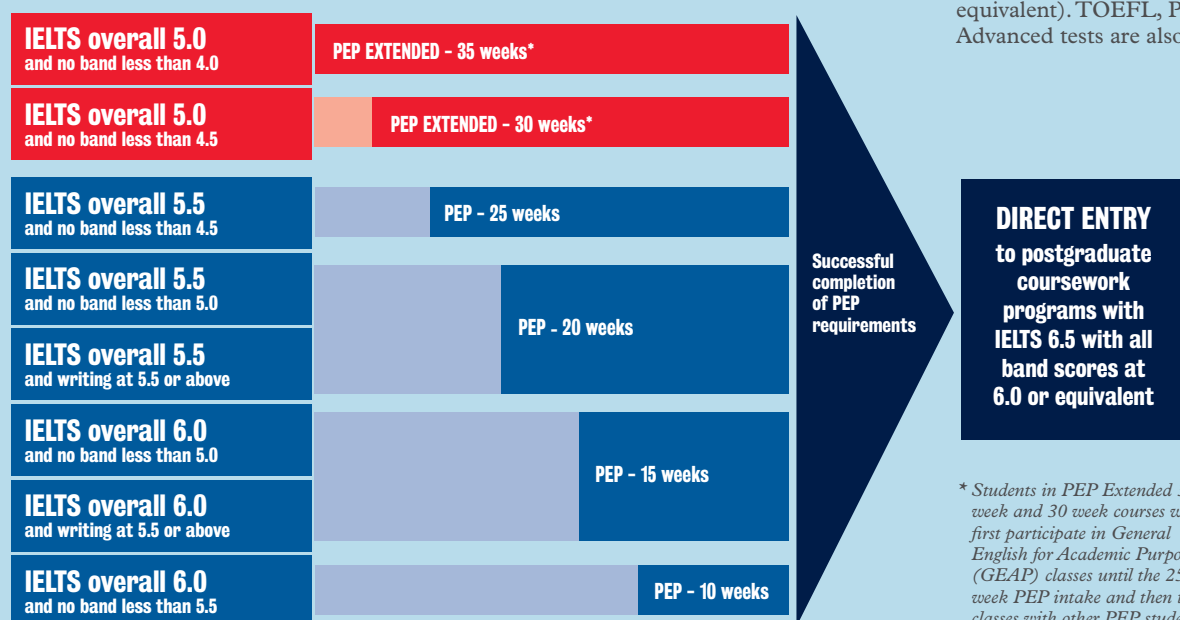 equivalent). TOEFL,
Advanced tests are also
IELTS overall 5.0
and no band less than 4.0
PEP EXTENDED - 35 weeks*
IELTS overall 5.0
and no band less than 4.5
PEP EXTENDED - 30 weeks*
IELTS overall 5.5
and no band less than 4.5
PEP - 25 weeks
IELTS overall 5.5
and no band less than 5.0
IELTS overall 5.5
and writing at 5.5 or above
PEP - 20 weeks
IELTS overall 6.0
and no band less than 5.0
IELTS overall 6.0
and writing at 5.5 or above
PEP - 15 weeks
IELTS overall 6.0
and no band less than 5.5
PEP - 10 weeks
Successful
completion
of PEP
requirements
DIRECT ENTRY
to postgraduate
coursework
programs with
IELTS 6.5 with all
band scores at
6.0 or equivalent
* Students in PEP Extended
week and 30 week courses
first participate in General
English for Academic
(GEAP) classes until the
week PEP intake and then
classes with other PEP